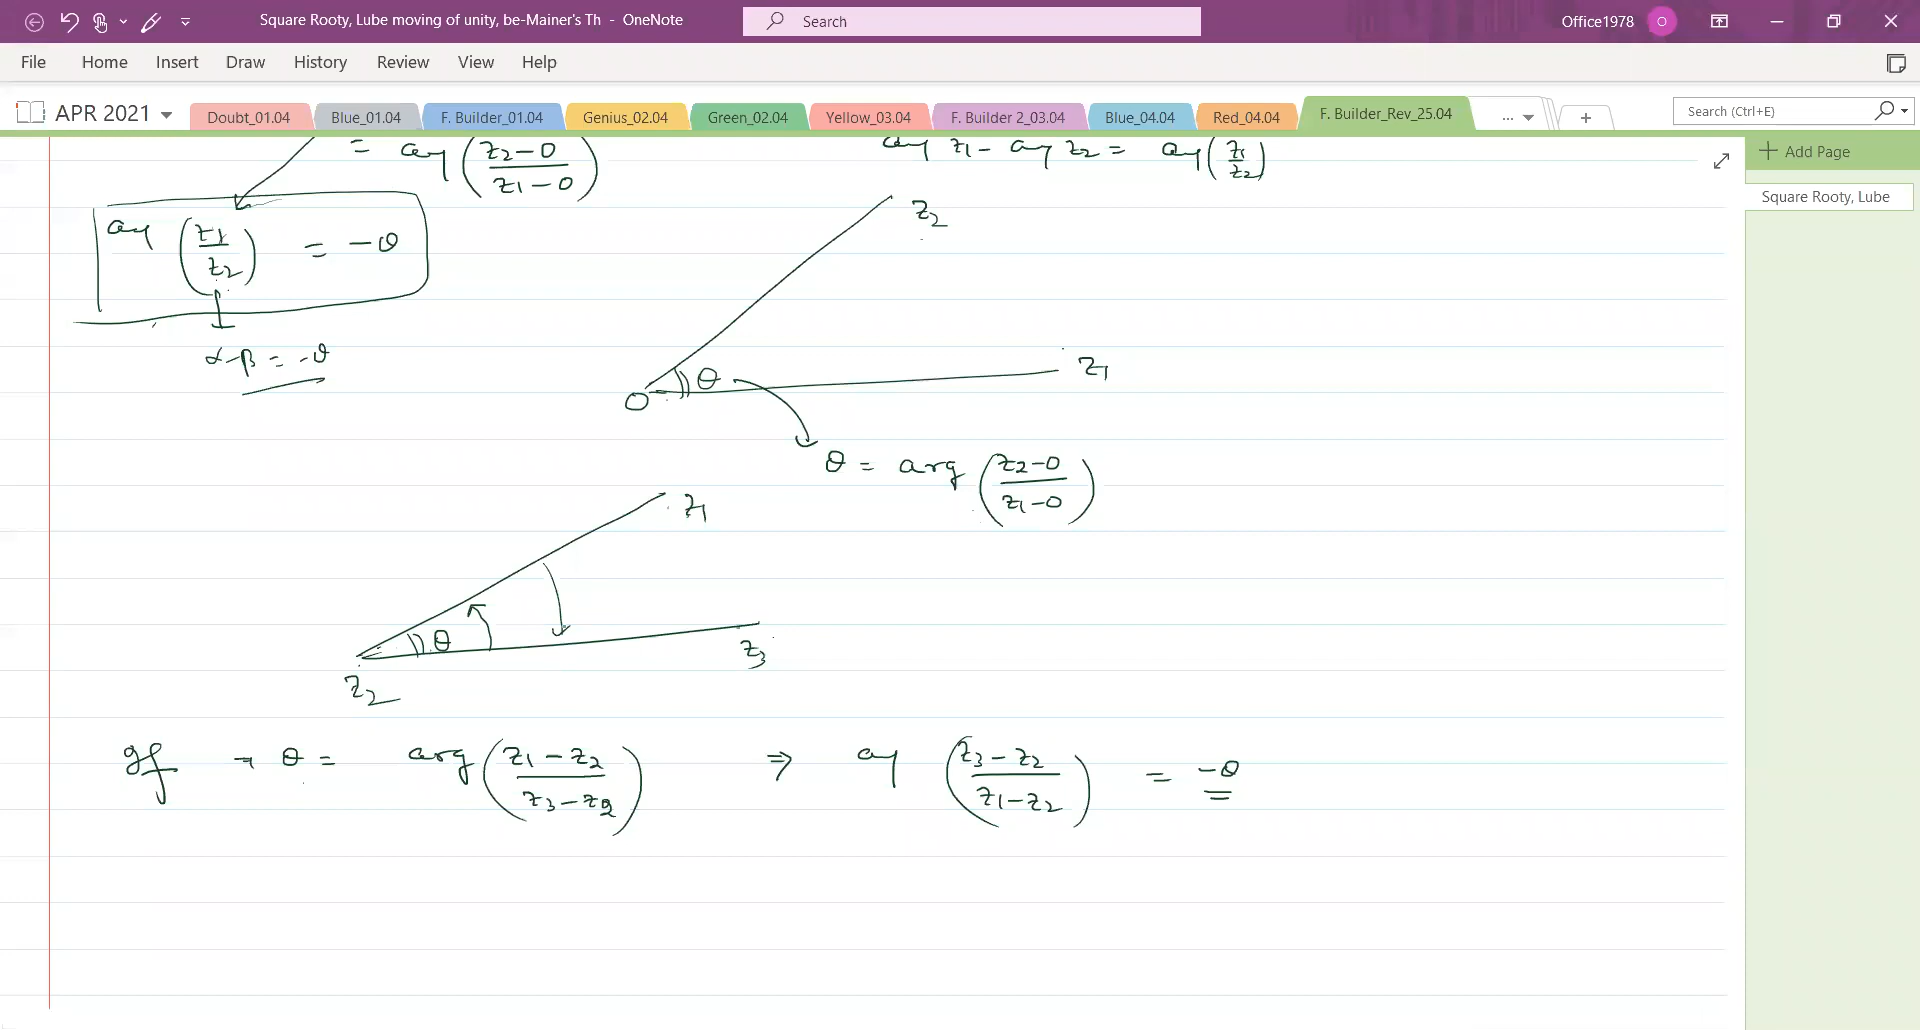 Square Rooty, Lube moving of unity, be-Mainer's Th - OneNote
Search
Office1978
File Home Insert Draw History Review View Help
APR 2021
Doubt_01.04 Blue_01.04 F. Builder_01.04 Genius_02.04 Green_02.04 Yellow_03.04 F. Builder 2_03.04 Blue_04.04 Red_04.04 F. Builder_Rev_25.04 ... +
Search (Ctrl+E)
+ Add Page
Square Rooty, Lube
= arg (z2-0 / z1-0)
arg z1 - arg z2 = arg (z1 / z2)
arg (z1 / z2) = -θ
α-β = -θ
z2
z1
O
θ
θ = arg (z2-0 / z1-0)
z1
θ
z3
z2
If → θ = arg (z1-z2 / z3-z2) ⇒ arg (z3-z2 / z1-z2) = -θ